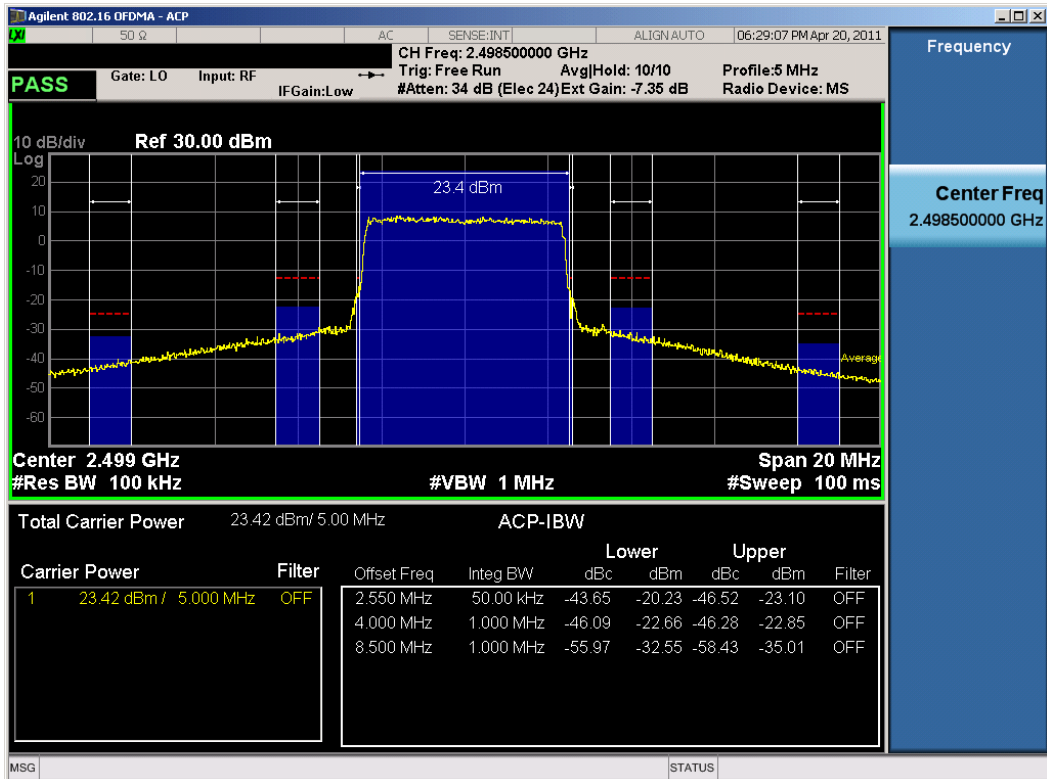 Agilent 802.16 OFDMA - ACP
LXI 50 Ω AC SENSE:INT ALIGN AUTO 06:29:07 PM Apr 20, 2011
CH Freq: 2.498500000 GHz
PASS Gate: LO Input: RF Trig: Free Run Avg|Hold: 10/10 Profile:5 MHz
IFGain:Low #Atten: 34 dB (Elec 24) Ext Gain: -7.35 dB Radio Device: MS
Frequency
Center Freq
2.498500000 GHz
10 dB/div Ref 30.00 dBm
Log
20
10
0
-10
-20
-30
-40
-50
-60
23.4 dBm
Average
Center 2.499 GHz Span 20 MHz
#Res BW 100 kHz #VBW 1 MHz #Sweep 100 ms
Total Carrier Power 23.42 dBm/ 5.00 MHz ACP-IBW
Lower Upper
Carrier Power Filter Offset Freq Integ BW dBc dBm dBc dBm Filter
1 23.42 dBm / 5.000 MHz OFF 2.550 MHz 50.00 kHz -43.65 -20.23 -46.52 -23.10 OFF
4.000 MHz 1.000 MHz -46.09 -22.66 -46.28 -22.85 OFF
8.500 MHz 1.000 MHz -55.97 -32.55 -58.43 -35.01 OFF
MSG STATUS